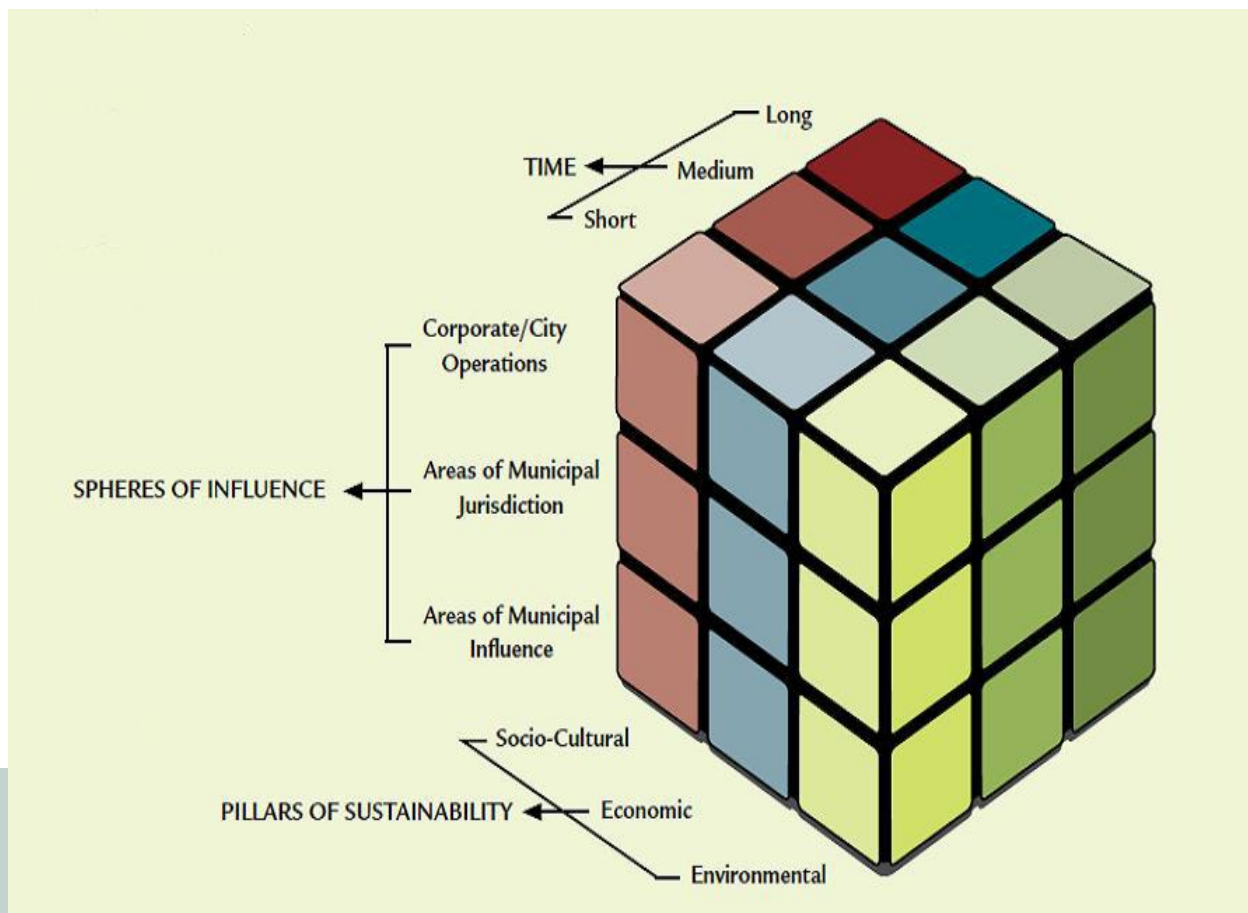 Long
TIME
Medium
Short
Corporate/City
Operations
SPHERES OF INFLUENCE
Areas of Municipal
Jurisdiction
Areas of Municipal
Influence
Socio-Cultural
PILLARS OF SUSTAINABILITY
Economic
Environmental